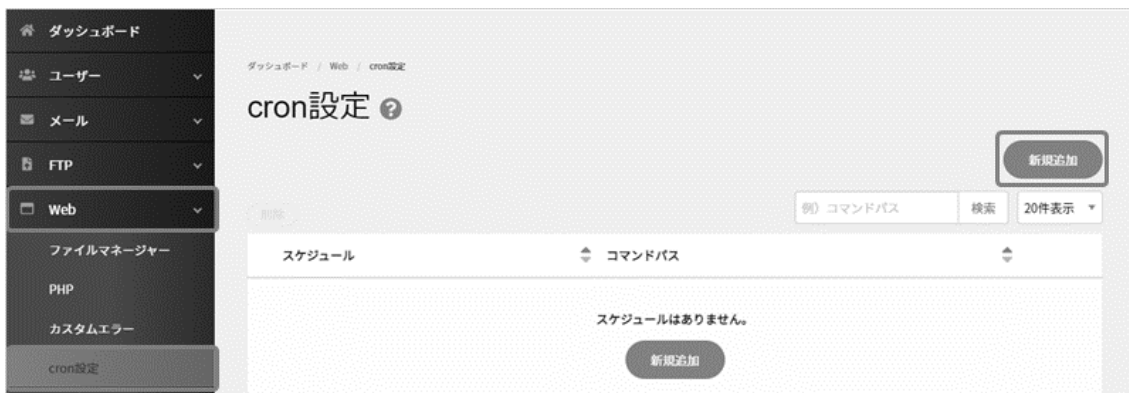 ダッシュボード
ユーザー
メール
FTP
Web
ファイルマネージャー
PHP
カスタムエラー
cron設定
ダッシュボード / Web / cron設定
cron設定 ?
新規追加
削除
例）コマンドパス 検索 20件表示
スケジュール コマンドパス
スケジュールはありません。
新規追加